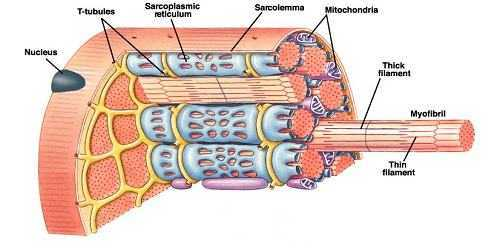 T-tubules
Sarcoplasmic
reticulum
Sarcolemma
Mitochondria
Nucleus
Thick
filament
Myofibril
Thin
filament